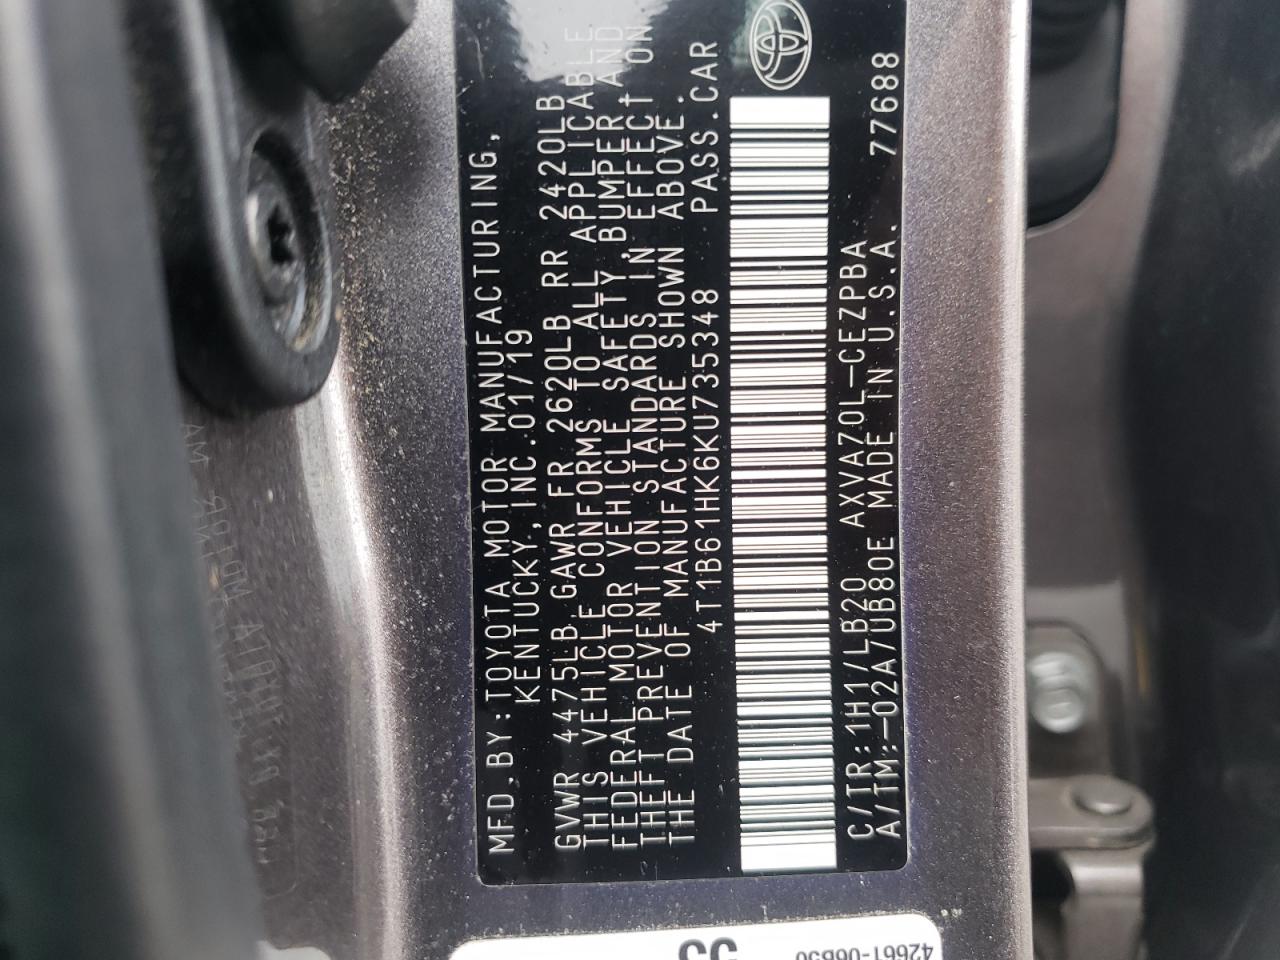 MFD.BY:TOYOTA MOTOR MANUFACTURING,
KENTUCKY,INC. 01/19
GVWR 4475LB GAWR FR 2620LB RR 2420LB
THIS VEHICLE CONFORMS TO ALL APPLICABLE
FEDERAL MOTOR VEHICLE SAFETY, BUMPER AND
THEFT PREVENTION STANDARDS IN EFFECT ON
THE DATE OF MANUFACTURE SHOWN ABOVE.
4T1B61HK6KU735348 PASS.CAR
C/TR:1H1/LB20 AXVA70L-CEZPBA
A/TM:-02A/UB80E MADE IN U.S.A. 77688
42661-06B50